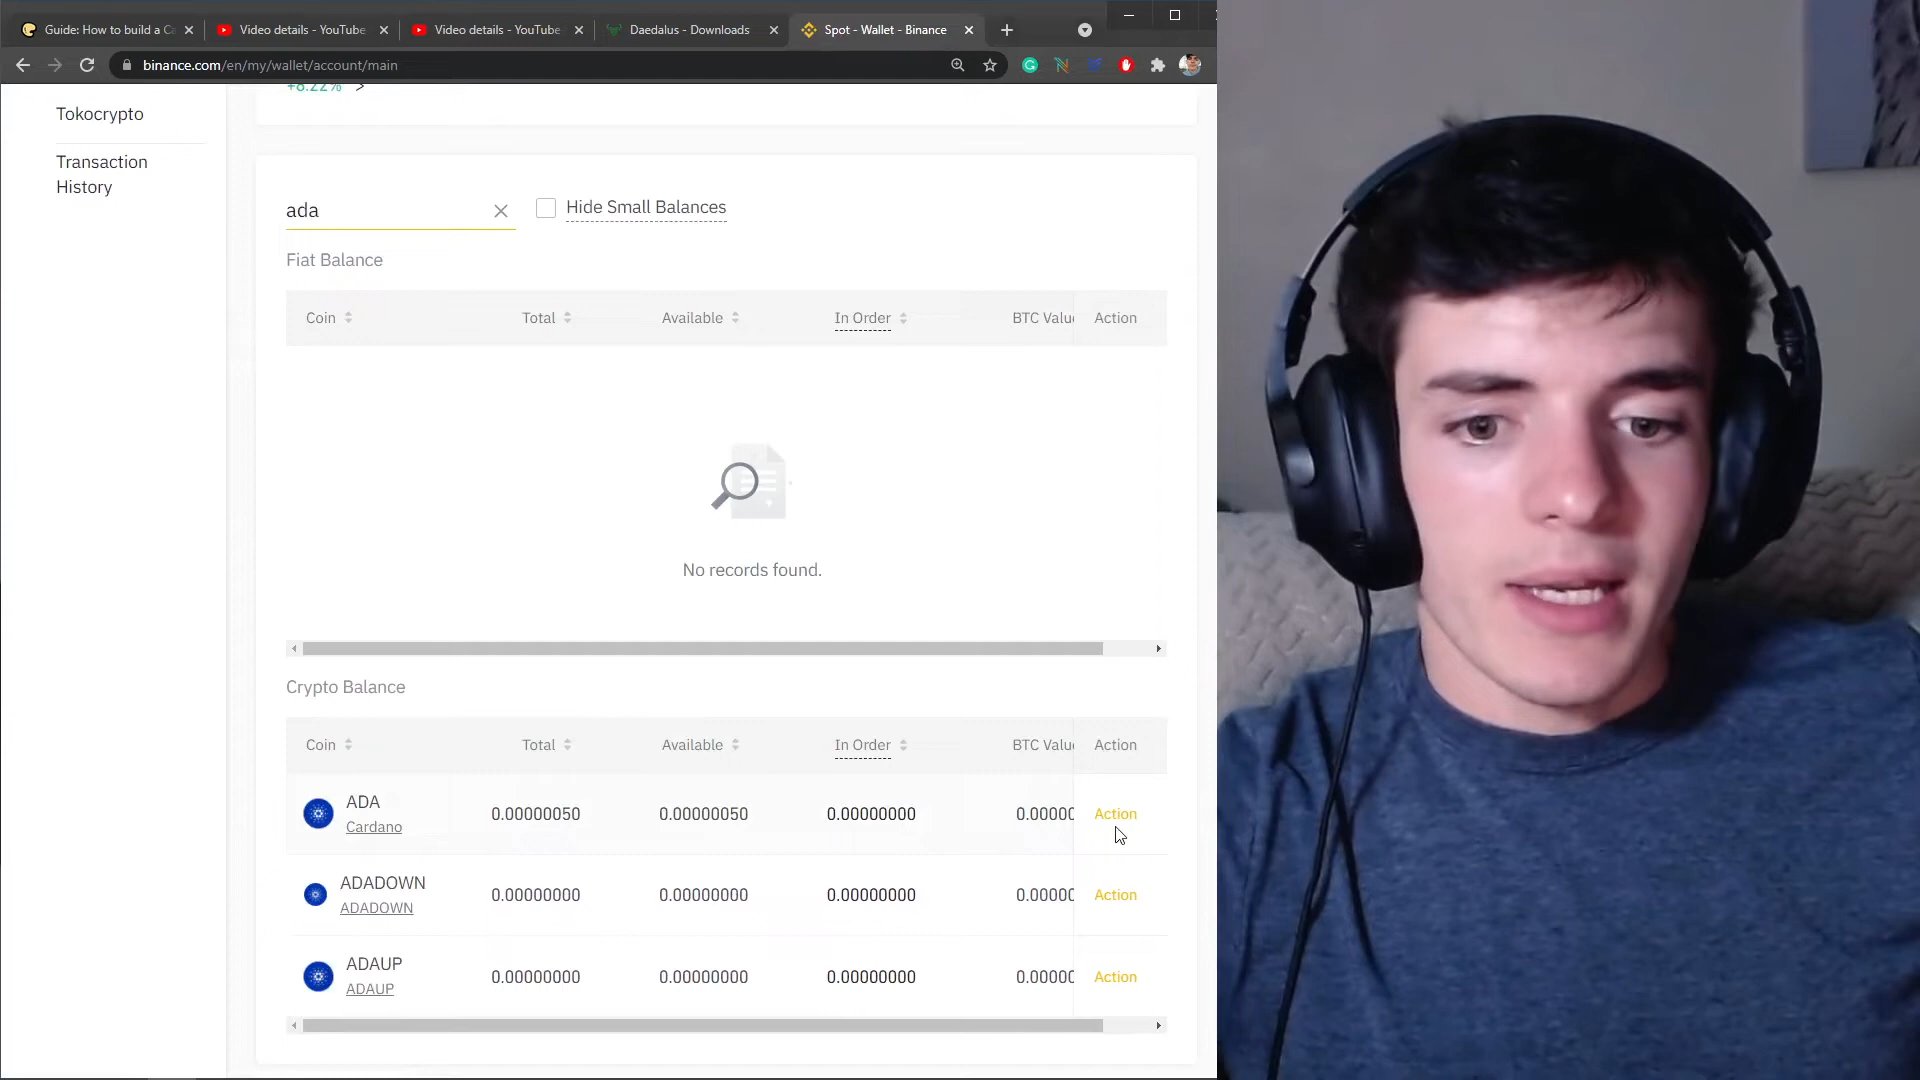 Guide: How to build a Ca
Video details - YouTube
Video details - YouTube
Daedalus - Downloads
Spot - Wallet - Binance
binance.com/en/my/wallet/account/main
+8.22% >
Tokocrypto
Transaction
History
ada
Hide Small Balances
Fiat Balance
Coin Total Available In Order BTC Valu Action
No records found.
Crypto Balance
Coin Total Available In Order BTC Valu Action
ADA
0.00000050 0.00000050 0.00000000 0.00000 Action
Cardano
ADADOWN
0.00000000 0.00000000 0.00000000 0.00000 Action
ADADOWN
ADAUP
0.00000000 0.00000000 0.00000000 0.00000 Action
ADAUP